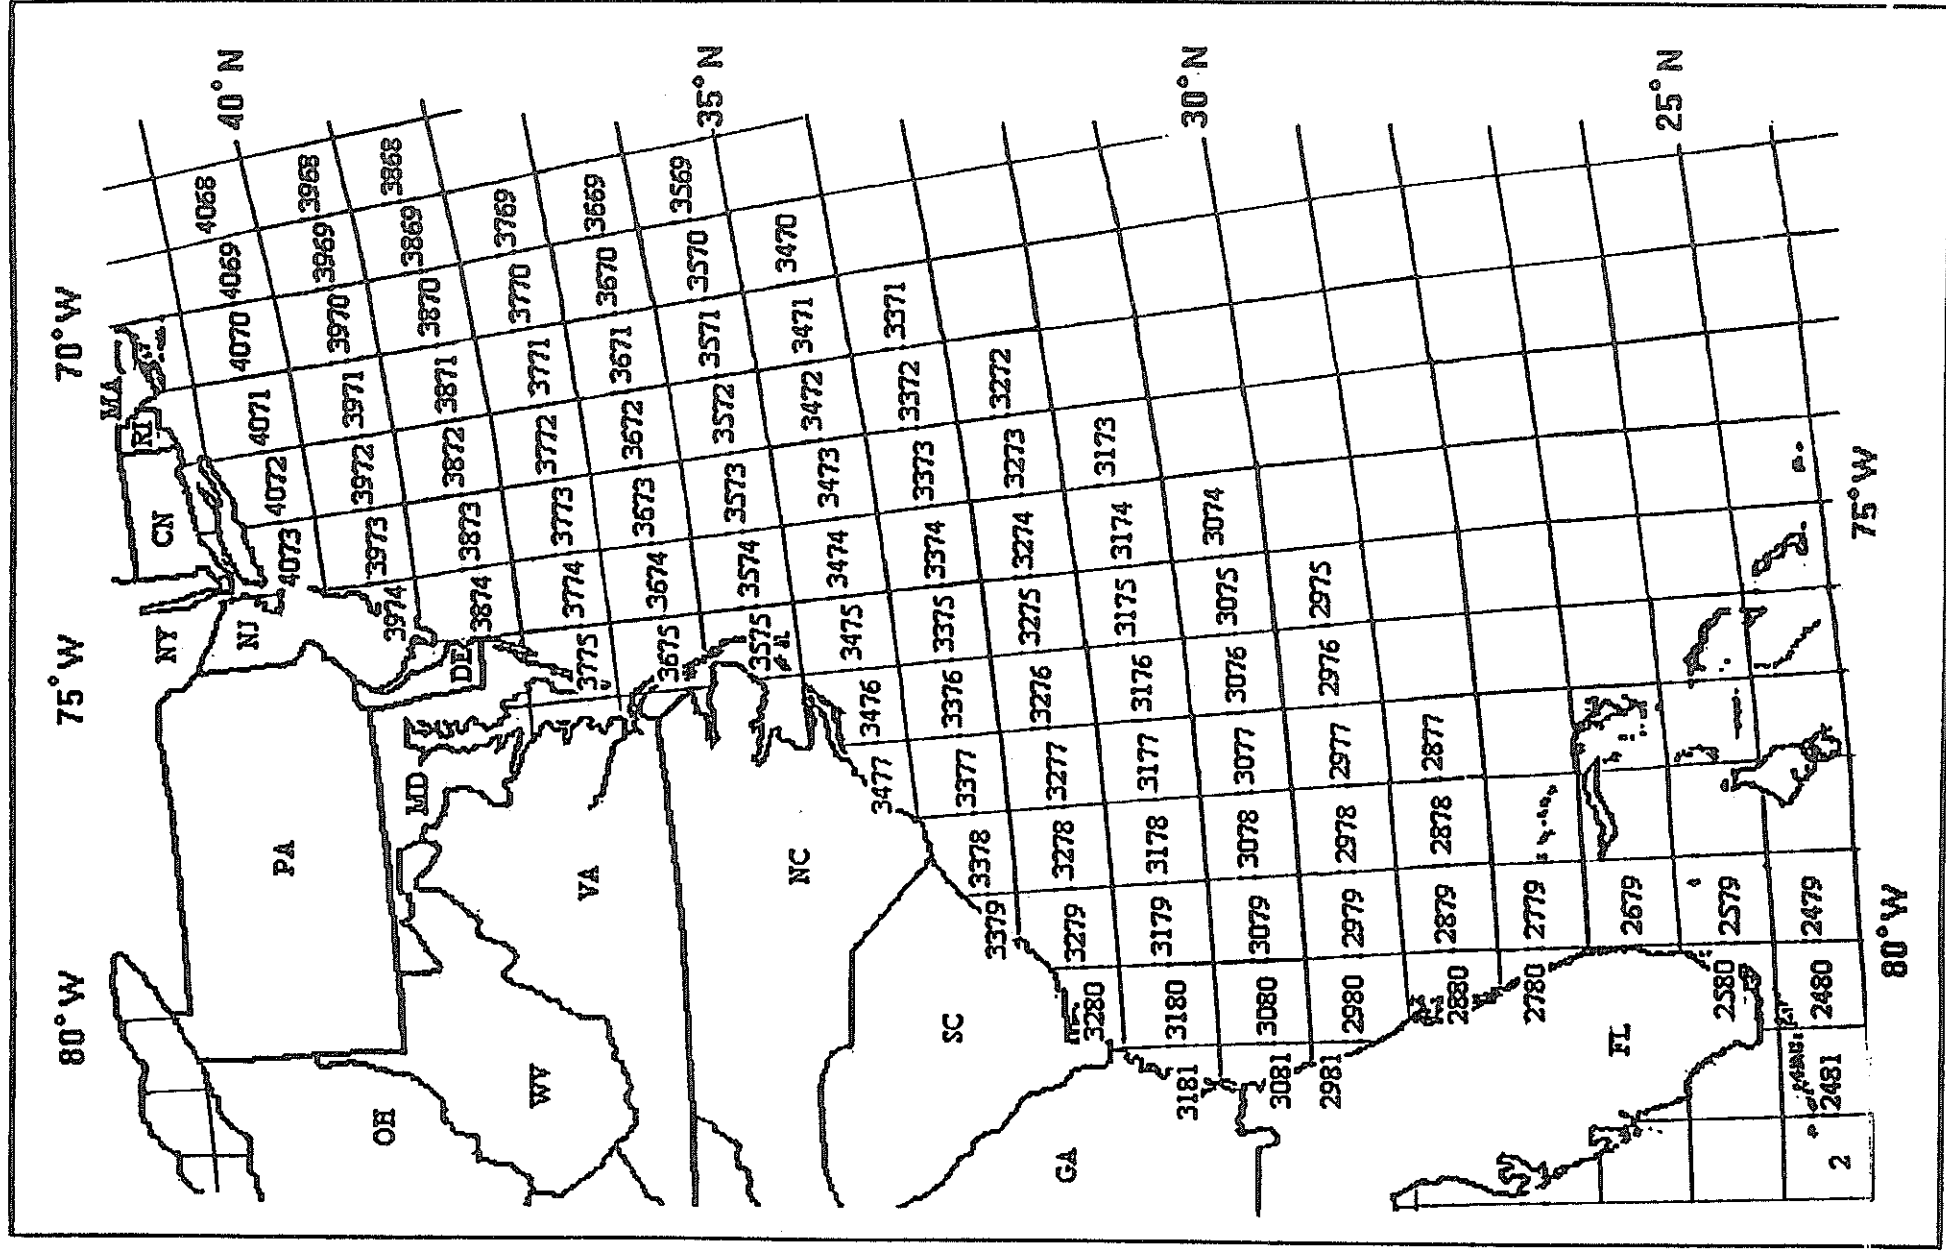 80°W 75°W 70°W
MA
RI
NY CN
NJ
40°N
PA
4073 4072 4071 4070 4069 4068
OH
3974 3973 3972 3971 3970 3969 3968
MD
DE
3874 3873 3872 3871 3870 3869 3868
WV
VA
3775 3774 3773 3772 3771 3770 3769
3675 3674 3673 3672 3671 3670 3669
35°N
3575 3574 3573 3572 3571 3570 3569
NC
3477 3476 3475 3474 3473 3472 3471 3470
SC
3379 3378 3377 3376 3375 3374 3373 3372 3371
GA
3280 3279 3278 3277 3276 3275 3274 3273 3272
3181 3180 3179 3178 3177 3176 3175 3174 3173
30°N
3081 3080 3079 3078 3077 3076 3075 3074
2981 2980 2979 2978 2977 2976 2975
2880 2879 2878 2877
2780 2779
FL
2679
25°N
2580 2579
2 2481 2480 2479
80°W 75°W